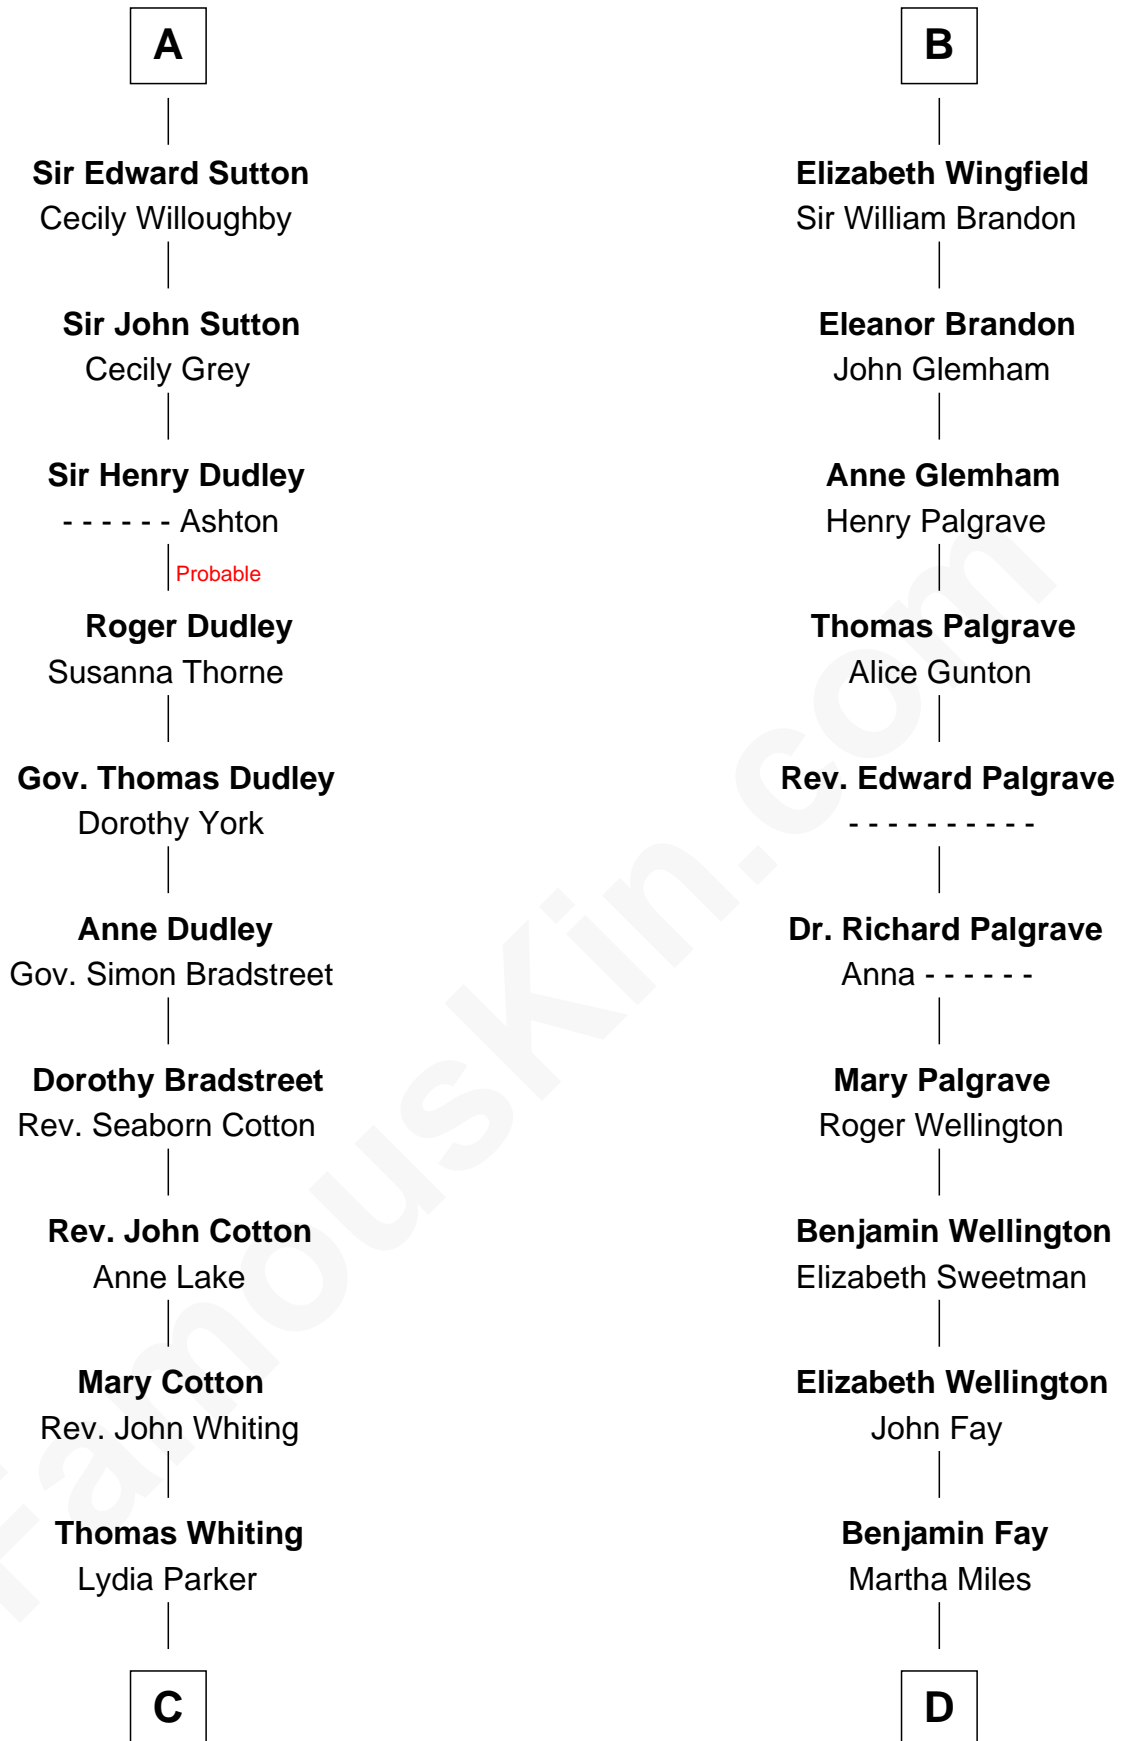 A
Sir Edward Sutton
Cecily Willoughby
Sir John Sutton
Cecily Grey
Sir Henry Dudley
- - - - - - Ashton
Probable
Roger Dudley
Susanna Thorne
Gov. Thomas Dudley
Dorothy York
Anne Dudley
Gov. Simon Bradstreet
Dorothy Bradstreet
Rev. Seaborn Cotton
Rev. John Cotton
Anne Lake
Mary Cotton
Rev. John Whiting
Thomas Whiting
Lydia Parker
C
B
Elizabeth Wingfield
Sir William Brandon
Eleanor Brandon
John Glemham
Anne Glemham
Henry Palgrave
Thomas Palgrave
Alice Gunton
Rev. Edward Palgrave
- - - - - - - - - -
Dr. Richard Palgrave
Anna - - - - - -
Mary Palgrave
Roger Wellington
Benjamin Wellington
Elizabeth Sweetman
Elizabeth Wellington
John Fay
Benjamin Fay
Martha Miles
D
FamousKin.com